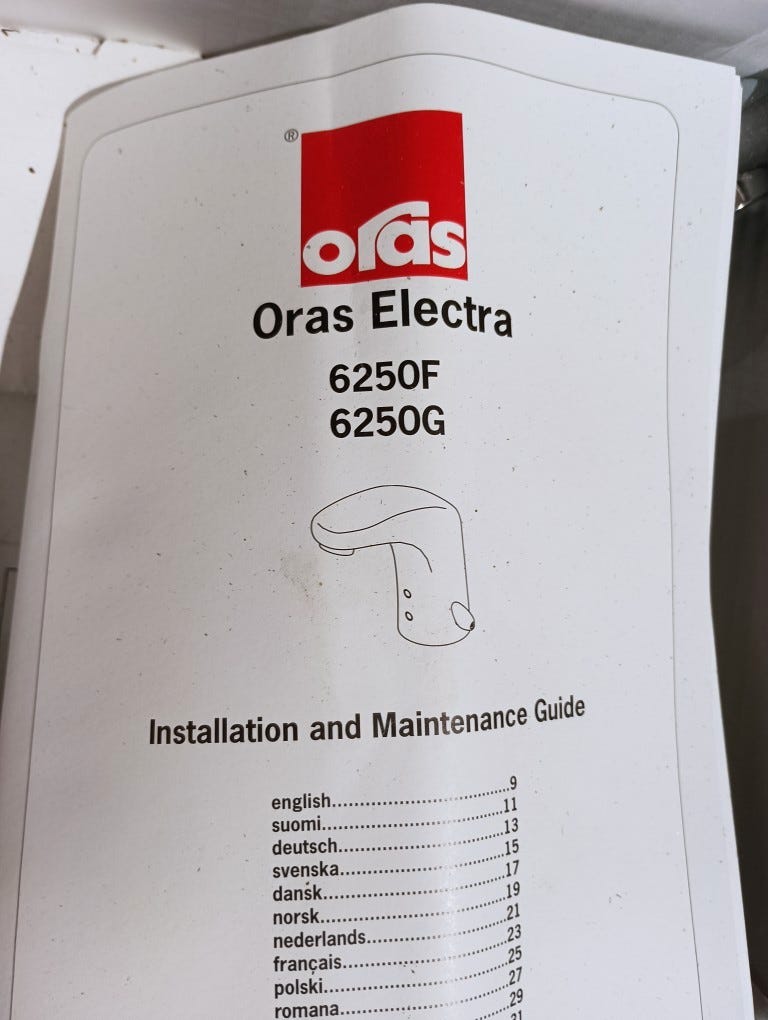 ®
oras
Oras Electra
6250F
6250G
Installation and Maintenance Guide
english..................................9
suomi..................................11
deutsch...............................13
svenska...............................15
dansk..................................17
norsk...................................19
nederlands.........................21
français...............................23
polski..................................25
romana...............................27
29
31